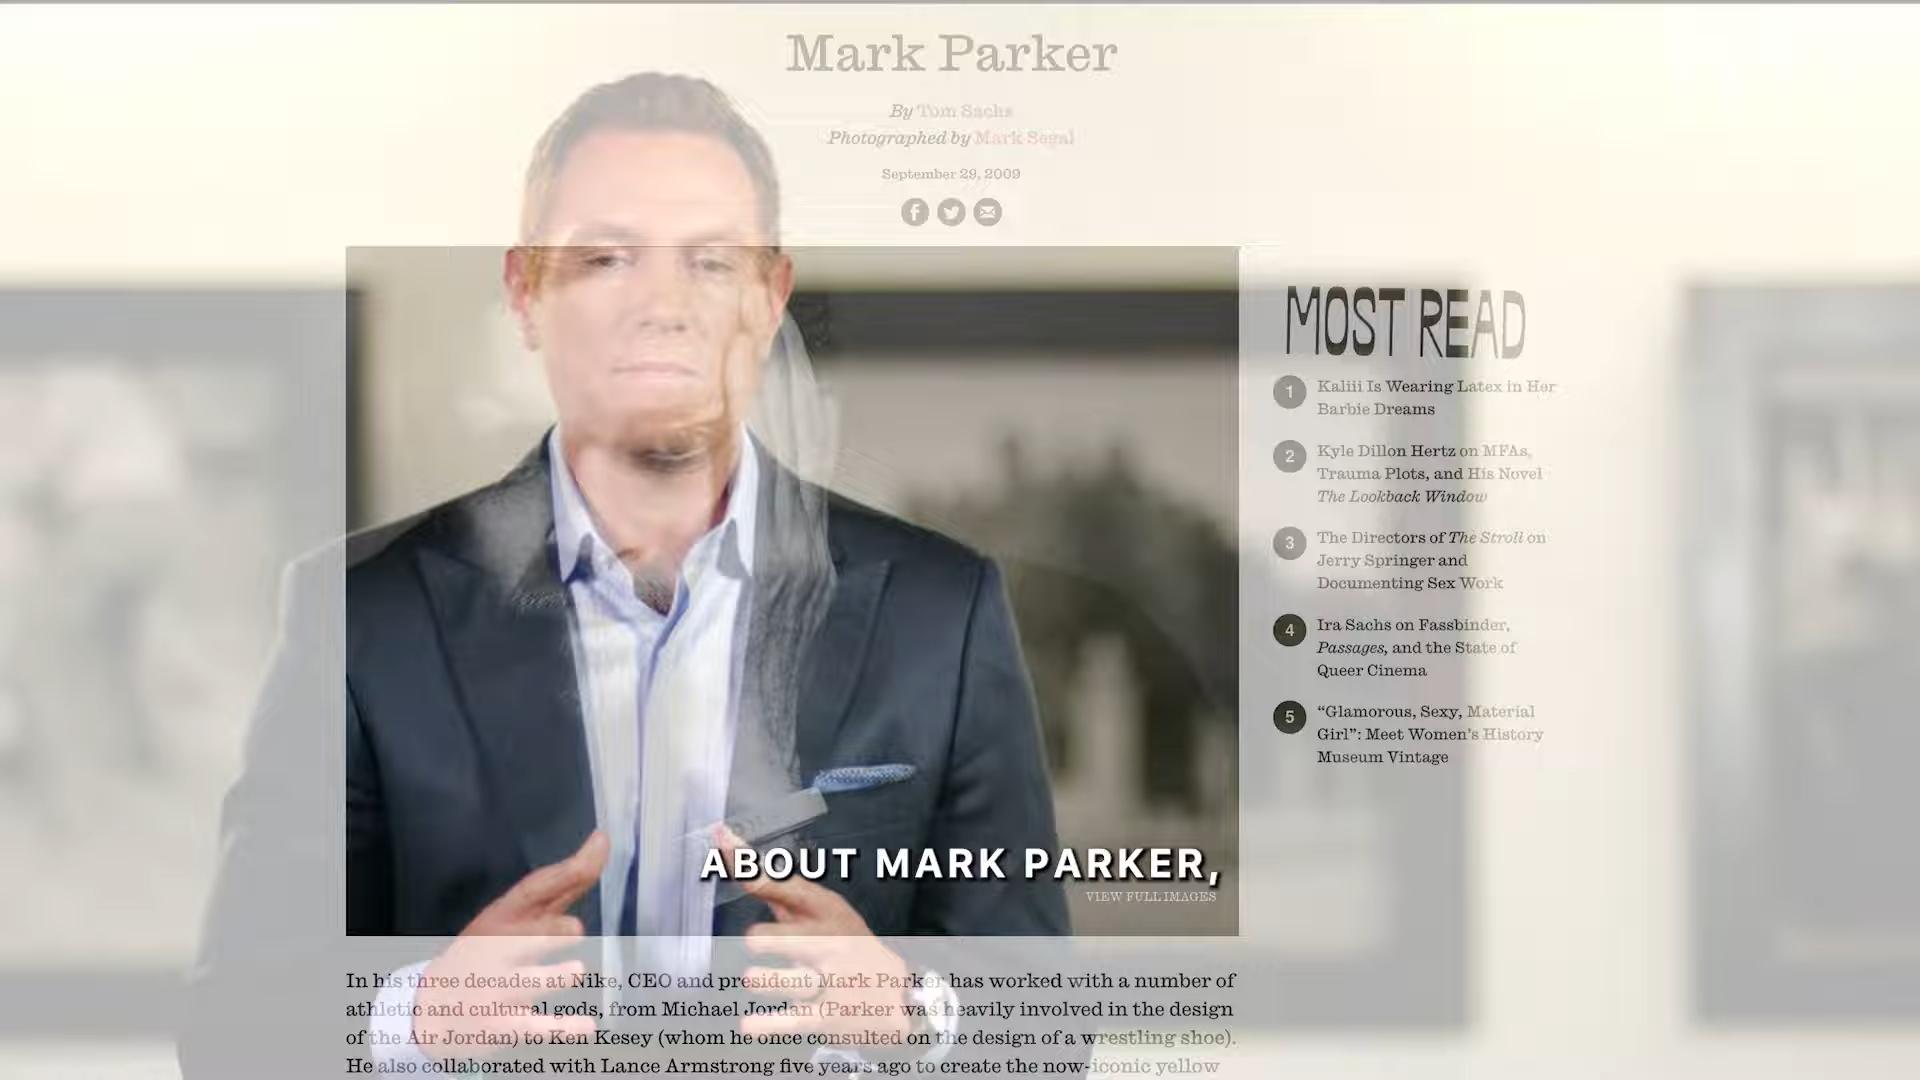 Mark Parker
By Tom Sachs
Photographed by Mark Segal
September 29, 2009
MOST READ
1 Kaliii Is Wearing Latex in Her
Barbie Dreams
2 Kyle Dillon Hertz on MFAs,
Trauma Plots, and His Novel
The Lookback Window
3 The Directors of The Stroll on
Jerry Springer and
Documenting Sex Work
4 Ira Sachs on Fassbinder,
Passages, and the State of
Queer Cinema
5 “Glamorous, Sexy, Material
Girl”: Meet Women’s History
Museum Vintage
ABOUT MARK PARKER,
VIEW FULL IMAGES
In his three decades at Nike, CEO and president Mark Parker has worked with a number of
athletic and cultural gods, from Michael Jordan (Parker was heavily involved in the design
of the Air Jordan) to Ken Kesey (whom he once consulted on the design of a wrestling shoe).
He also collaborated with Lance Armstrong five years ago to create the now-iconic yellow